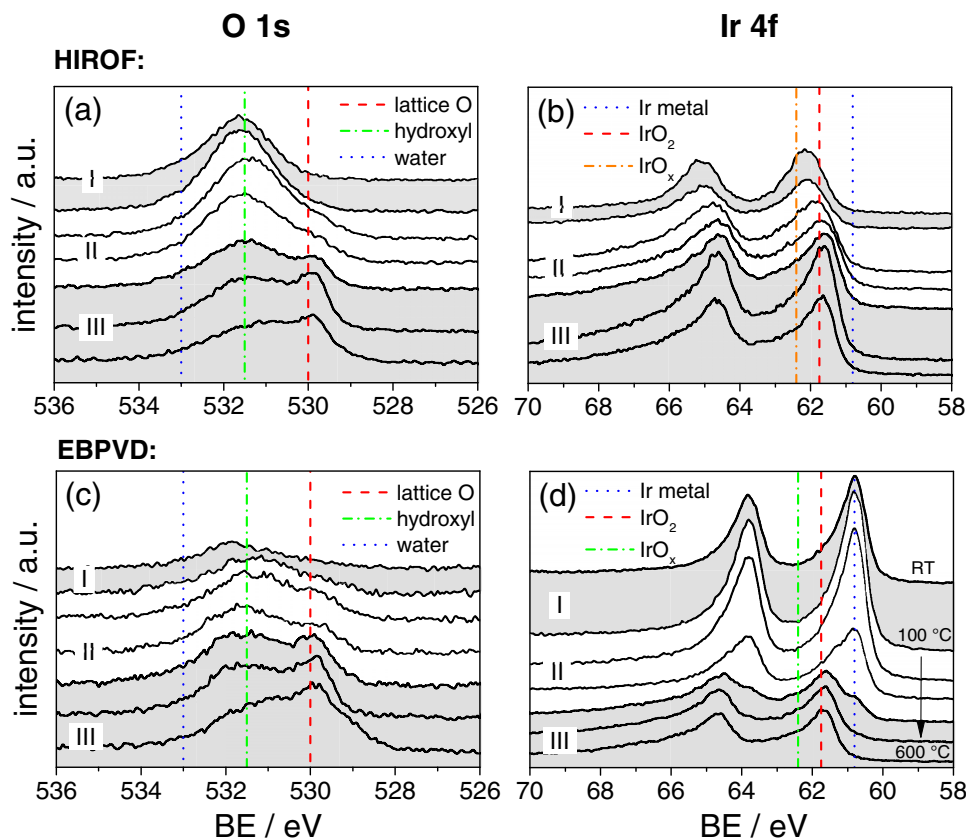 O 1s
Ir 4f
HIROF:
(a)
lattice O
hydroxyl
water
I
II
III
intensity / a.u.
536 534 532 530 528 526
(b)
Ir metal
IrO2
IrOx
I
II
III
70 68 66 64 62 60 58
EBPVD:
(c)
lattice O
hydroxyl
water
I
II
III
intensity / a.u.
536 534 532 530 528 526
BE / eV
(d)
Ir metal
IrO2
IrOx
RT
I
100 °C
II
III
600 °C
70 68 66 64 62 60 58
BE / eV